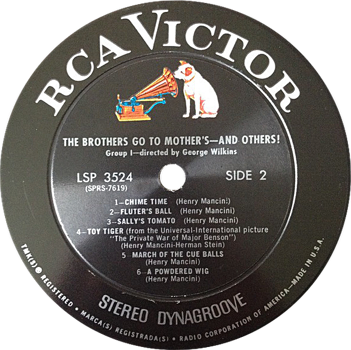 RCA VICTOR
THE BROTHERS GO TO MOTHER'S—AND OTHERS!
Group I—directed by George Wilkins
LSP 3524
(SPRS-7619)
SIDE 2
1—CHIME TIME (Henry Mancini)
2—FLUTER'S BALL (Henry Mancini)
3—SALLY'S TOMATO (Henry Mancini)
4—TOY TIGER (from the Universal-International picture
"The Private War of Major Benson")
(Henry Mancini-Herman Stein)
5—MARCH OF THE CUE BALLS
(Henry Mancini)
6—A POWDERED WIG
(Henry Mancini)
STEREO DYNAGROOVE
TMK(S) ® REGISTERED • MARCA(S) REGISTRADA(S) • RADIO CORPORATION OF AMERICA—MADE IN U.S.A.